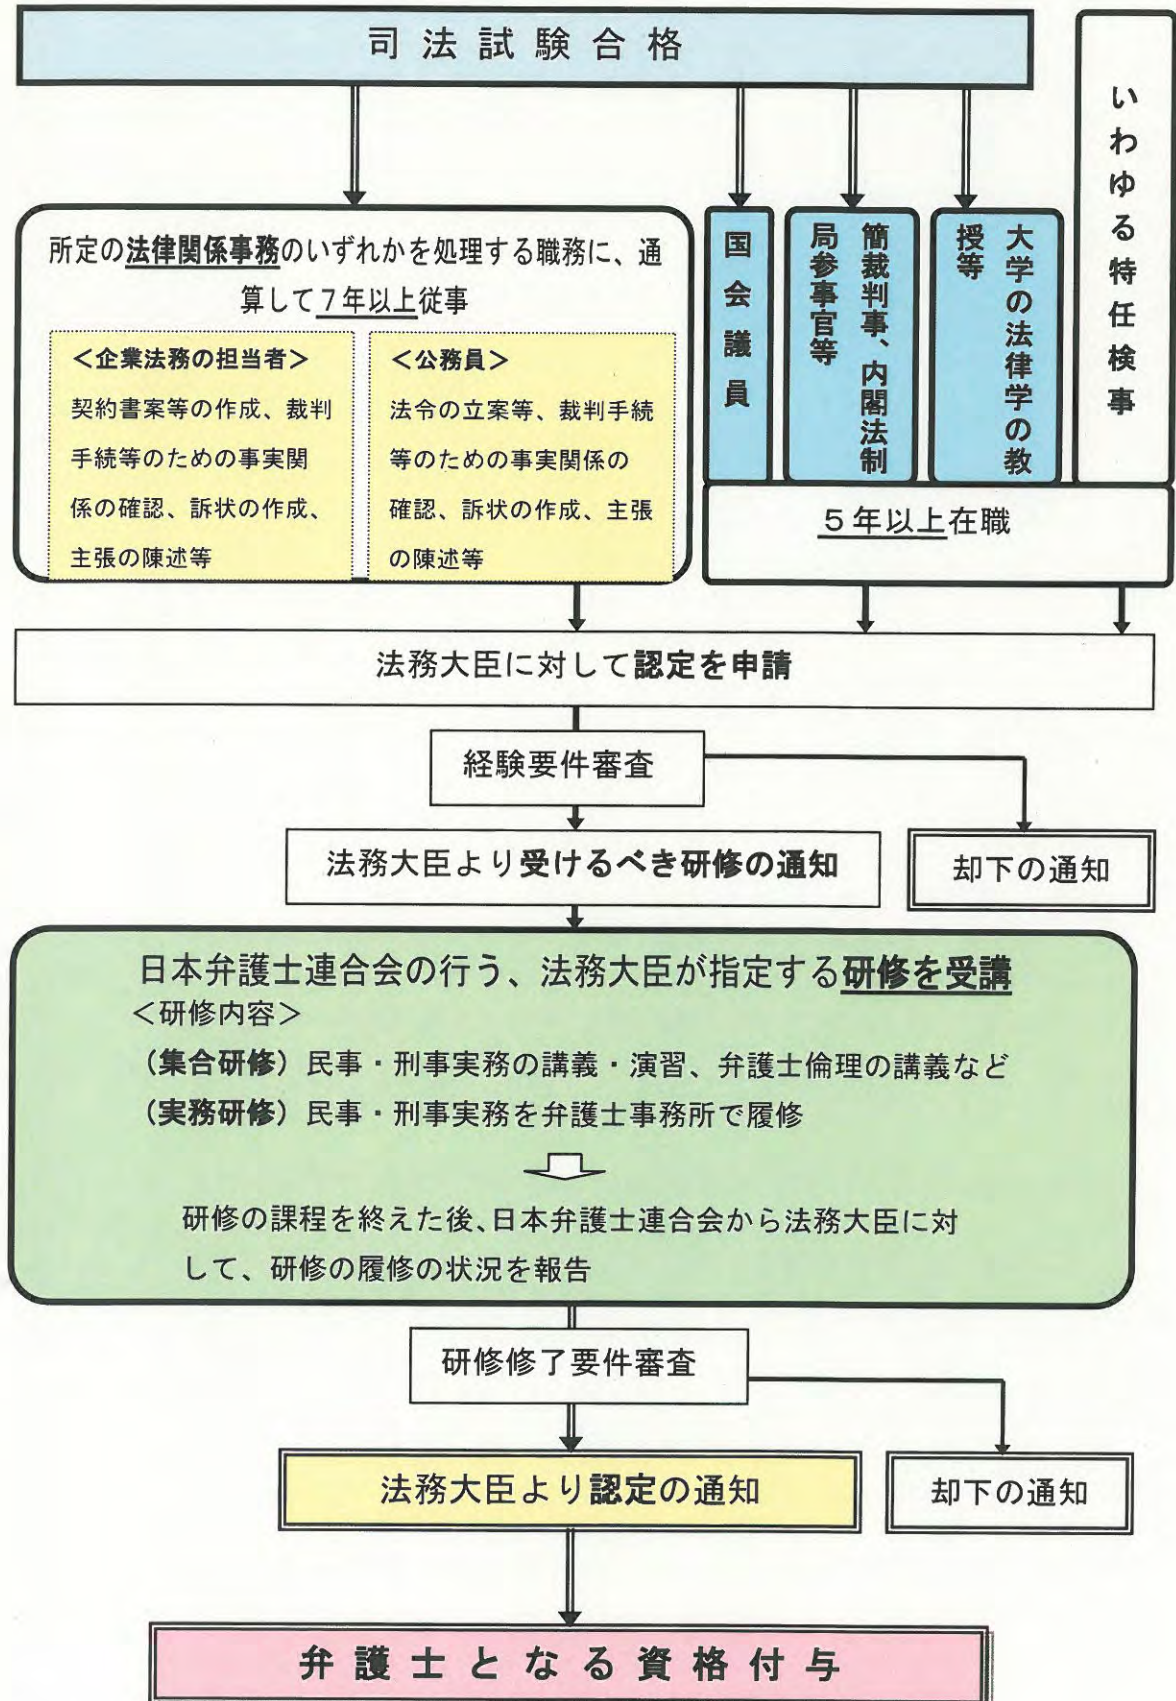 司法試験合格
いわゆる特任検事
所定の法律関係事務のいずれかを処理する職務に、通
算して７年以上従事
＜企業法務の担当者＞
契約書案等の作成、裁判
手続等のための事実関
係の確認、訴状の作成、
主張の陳述等
＜公務員＞
法令の立案等、裁判手続
等のための事実関係の
確認、訴状の作成、主張
の陳述等
国会議員
簡裁判事、内閣法制
局参事官等
大学の法律学の教
授等
５年以上在職
法務大臣に対して認定を申請
経験要件審査
法務大臣より受けるべき研修の通知
却下の通知
日本弁護士連合会の行う、法務大臣が指定する研修を受講
＜研修内容＞
（集合研修）民事・刑事実務の講義・演習、弁護士倫理の講義など
（実務研修）民事・刑事実務を弁護士事務所で履修
研修の課程を終えた後、日本弁護士連合会から法務大臣に対
して、研修の履修の状況を報告
研修修了要件審査
法務大臣より認定の通知
却下の通知
弁護士となる資格付与